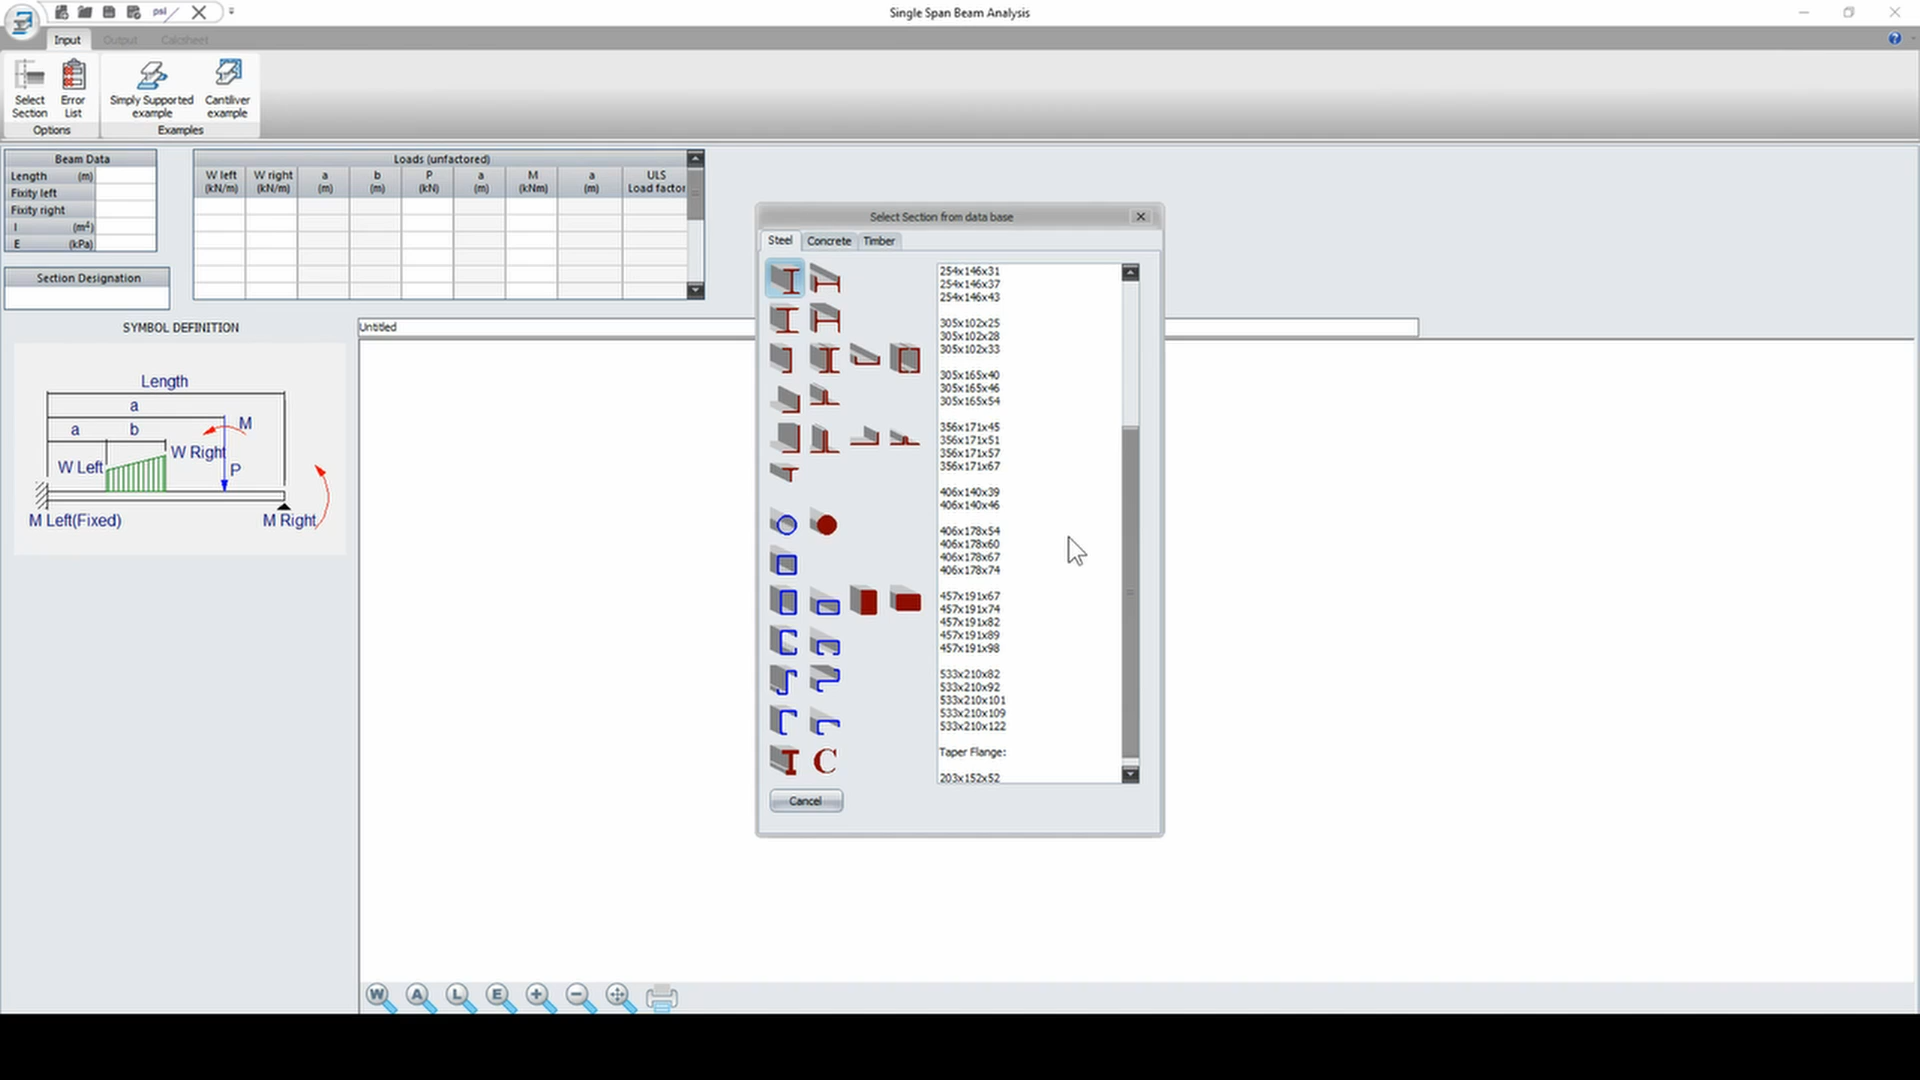 psi
Single Span Beam Analysis
Input
Output
Calcsheet
Select Section
Error List
Simply Supported example
Cantiliver example
Options
Examples
Beam Data
Length (m)
Fixity left
Fixity right
I (m⁴)
E (kPa)
Section Designation
Loads (unfactored)
W left (kN/m)
W right (kN/m)
a (m)
b (m)
P (kN)
a (m)
M (kNm)
a (m)
ULS Load factor
SYMBOL DEFINITION
Untitled
Length
a
a
b
M
W Left
W Right
P
M Left(Fixed)
M Right
Select Section from data base
Steel
Concrete
Timber
C
254x146x31
254x146x37
254x146x43
305x102x25
305x102x28
305x102x33
305x165x40
305x165x46
305x165x54
356x171x45
356x171x51
356x171x57
356x171x67
406x140x39
406x140x46
406x178x54
406x178x60
406x178x67
406x178x74
457x191x67
457x191x74
457x191x82
457x191x89
457x191x98
533x210x82
533x210x92
533x210x101
533x210x109
533x210x122
Taper Flange:
203x152x52
Cancel
W
A
L
E